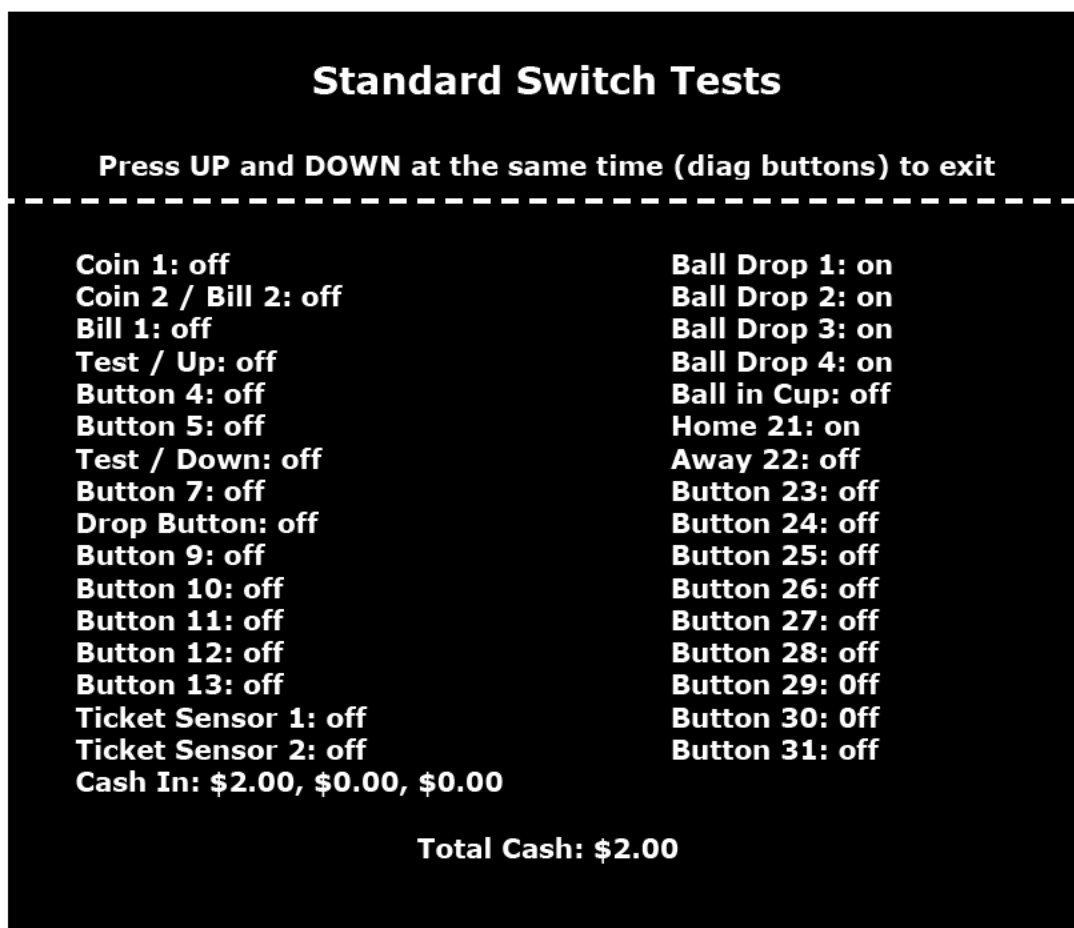 Standard Switch Tests
Press UP and DOWN at the same time (diag buttons) to exit
Coin 1: off
Coin 2 / Bill 2: off
Bill 1: off
Test / Up: off
Button 4: off
Button 5: off
Test / Down: off
Button 7: off
Drop Button: off
Button 9: off
Button 10: off
Button 11: off
Button 12: off
Button 13: off
Ticket Sensor 1: off
Ticket Sensor 2: off
Cash In: $2.00, $0.00, $0.00
Ball Drop 1: on
Ball Drop 2: on
Ball Drop 3: on
Ball Drop 4: on
Ball in Cup: off
Home 21: on
Away 22: off
Button 23: off
Button 24: off
Button 25: off
Button 26: off
Button 27: off
Button 28: off
Button 29: 0ff
Button 30: 0ff
Button 31: off
Total Cash: $2.00